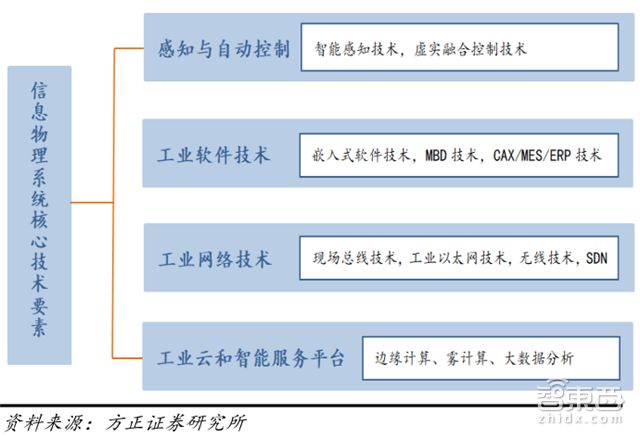 信息物理系统核心技术要素
感知与自动控制
智能感知技术，虚实融合控制技术
工业软件技术
嵌入式软件技术，MBD 技术，CAX/MES/ERP 技术
工业网络技术
现场总线技术，工业以太网技术，无线技术，SDN
工业云和智能服务平台
边缘计算、雾计算、大数据分析
资料来源：方正证券研究所
智東西
zhidx.com